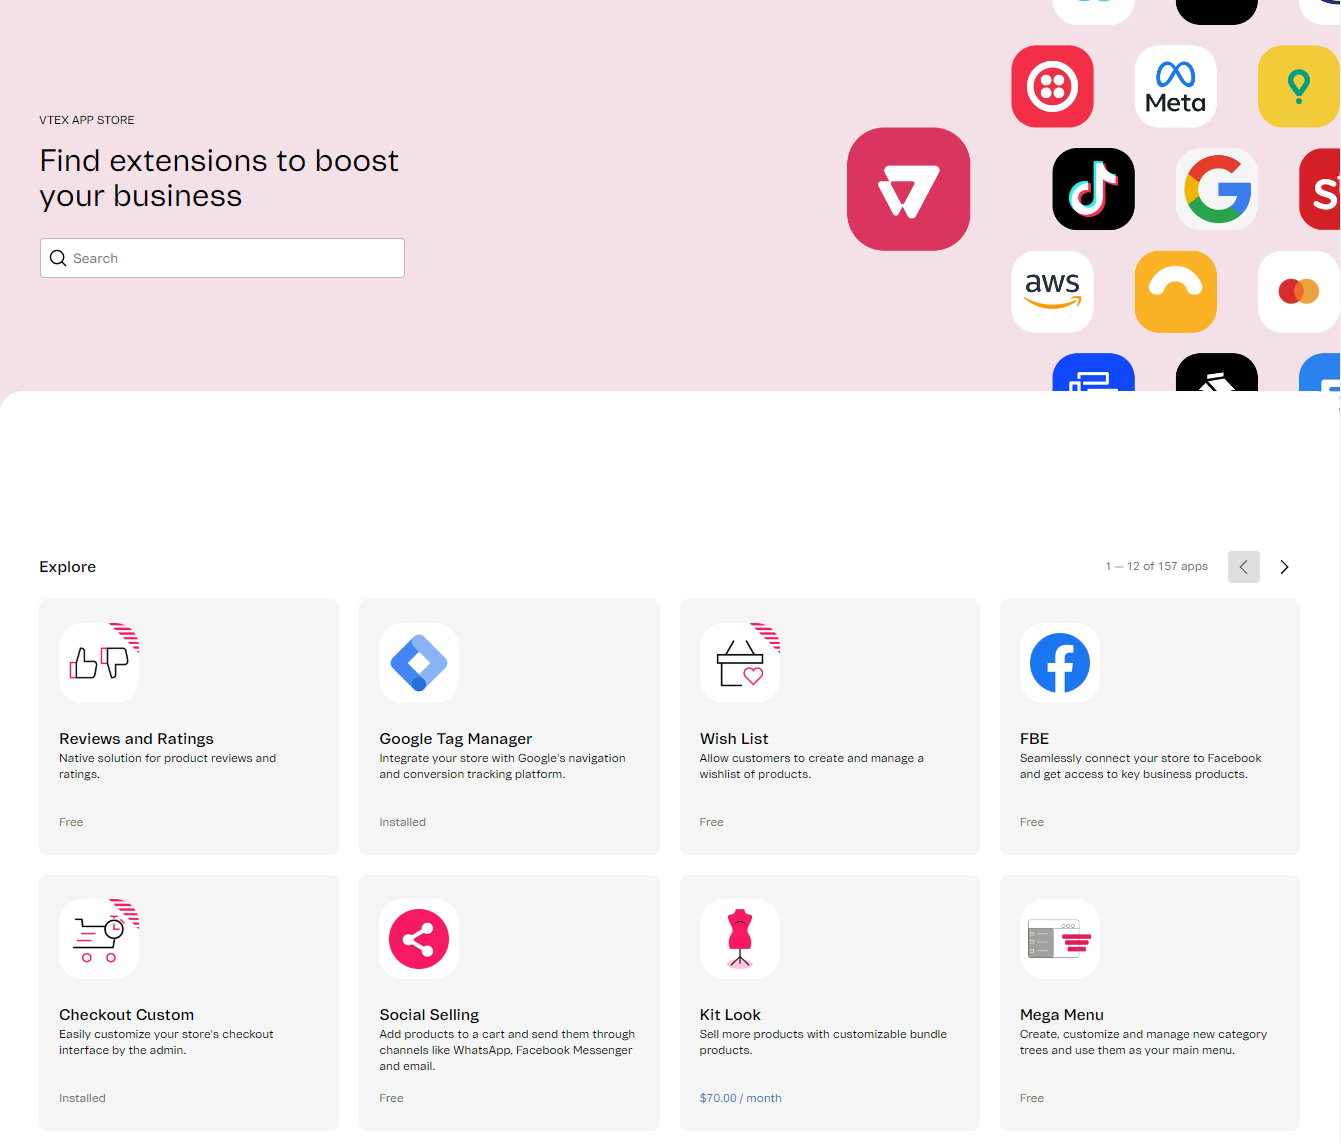 VTEX APP STORE
Find extensions to boost
your business
Search
Meta
aws
Explore
1 — 12 of 157 apps
Reviews and Ratings
Native solution for product reviews and
ratings.
Free
Google Tag Manager
Integrate your store with Google's navigation
and conversion tracking platform.
Installed
Wish List
Allow customers to create and manage a
wishlist of products.
Free
FBE
Seamlessly connect your store to Facebook
and get access to key business products.
Free
Checkout Custom
Easily customize your store's checkout
interface by the admin.
Installed
Social Selling
Add products to a cart and send them through
channels like WhatsApp, Facebook Messenger
and email.
Free
Kit Look
Sell more products with customizable bundle
products.
$70.00 / month
Mega Menu
Create, customize and manage new category
trees and use them as your main menu.
Free